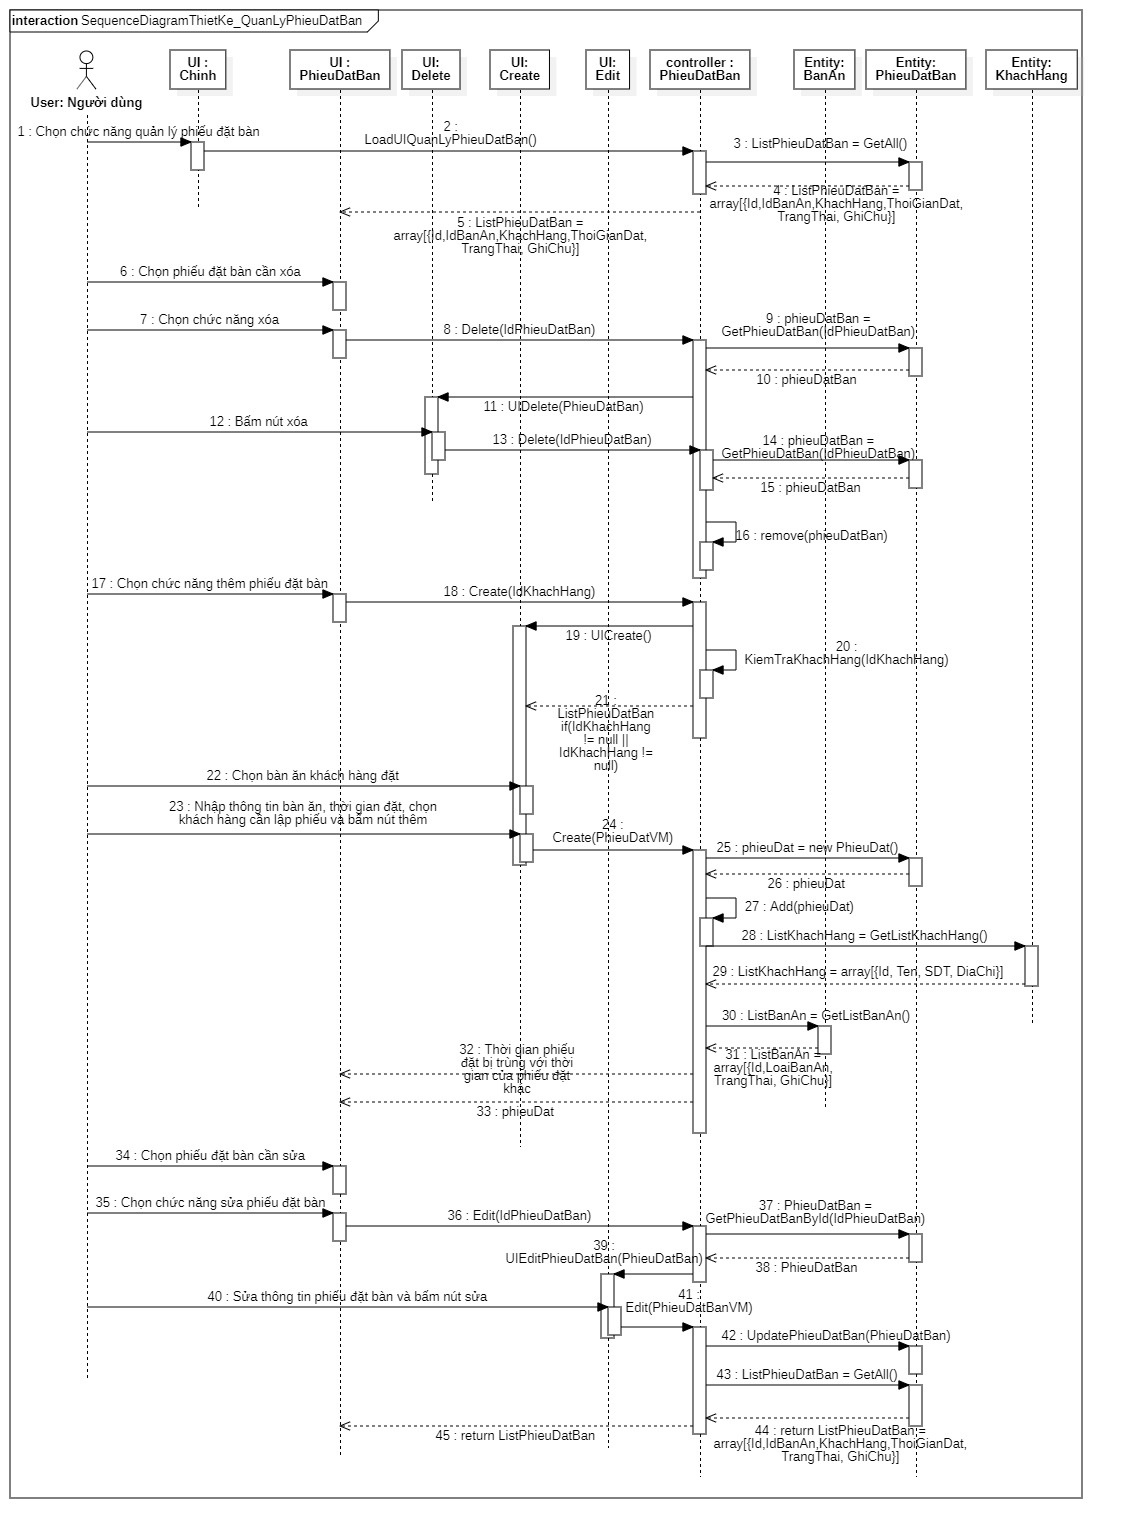 interaction SequenceDiagramThietKe_QuanLyPhieuDatBan
User: Người dùng
UI :
Chinh
UI :
PhieuDatBan
UI:
Delete
UI:
Create
UI:
Edit
controller :
PhieuDatBan
Entity:
BanAn
Entity:
PhieuDatBan
Entity:
KhachHang
1 : Chọn chức năng quản lý phiếu đặt bàn
2 :
LoadUIQuanLyPhieuDatBan()
3 : ListPhieuDatBan = GetAll()
4 : ListPhieuDatBan =
array[{Id,IdBanAn,KhachHang,ThoiGianDat,
TrangThai, GhiChu}]
5 : ListPhieuDatBan =
array[{Id,IdBanAn,KhachHang,ThoiGianDat,
TrangThai, GhiChu}]
6 : Chọn phiếu đặt bàn cần xóa
7 : Chọn chức năng xóa
8 : Delete(IdPhieuDatBan)
9 : phieuDatBan =
GetPhieuDatBan(IdPhieuDatBan)
10 : phieuDatBan
11 : UIDelete(PhieuDatBan)
12 : Bấm nút xóa
13 : Delete(IdPhieuDatBan)
14 : phieuDatBan =
GetPhieuDatBan(IdPhieuDatBan)
15 : phieuDatBan
16 : remove(phieuDatBan)
17 : Chọn chức năng thêm phiếu đặt bàn
18 : Create(IdKhachHang)
19 : UICreate()
20 :
KiemTraKhachHang(IdKhachHang)
21 :
ListPhieuDatBan
if(IdKhachHang
!= null ||
IdKhachHang !=
null)
22 : Chọn bàn ăn khách hàng đặt
23 : Nhập thông tin bàn ăn, thời gian đặt, chọn
khách hàng cần lập phiếu và bấm nút thêm
24 :
Create(PhieuDatVM)
25 : phieuDat = new PhieuDat()
26 : phieuDat
27 : Add(phieuDat)
28 : ListKhachHang = GetListKhachHang()
29 : ListKhachHang = array[{Id, Ten, SDT, DiaChi}]
30 : ListBanAn = GetListBanAn()
31 : ListBanAn =
array[{Id,LoaiBanAn,
TrangThai, GhiChu}]
32 : Thời gian phiếu
đặt bị trùng với thời
gian của phiếu đặt
khác
33 : phieuDat
34 : Chọn phiếu đặt bàn cần sửa
35 : Chọn chức năng sửa phiếu đặt bàn
36 : Edit(IdPhieuDatBan)
37 : PhieuDatBan =
GetPhieuDatBanById(IdPhieuDatBan)
38 : PhieuDatBan
39 :
UIEditPhieuDatBan(PhieuDatBan)
40 : Sửa thông tin phiếu đặt bàn và bấm nút sửa
41 :
Edit(PhieuDatBanVM)
42 : UpdatePhieuDatBan(PhieuDatBan)
43 : ListPhieuDatBan = GetAll()
44 : return ListPhieuDatBan =
array[{Id,IdBanAn,KhachHang,ThoiGianDat,
TrangThai, GhiChu}]
45 : return ListPhieuDatBan